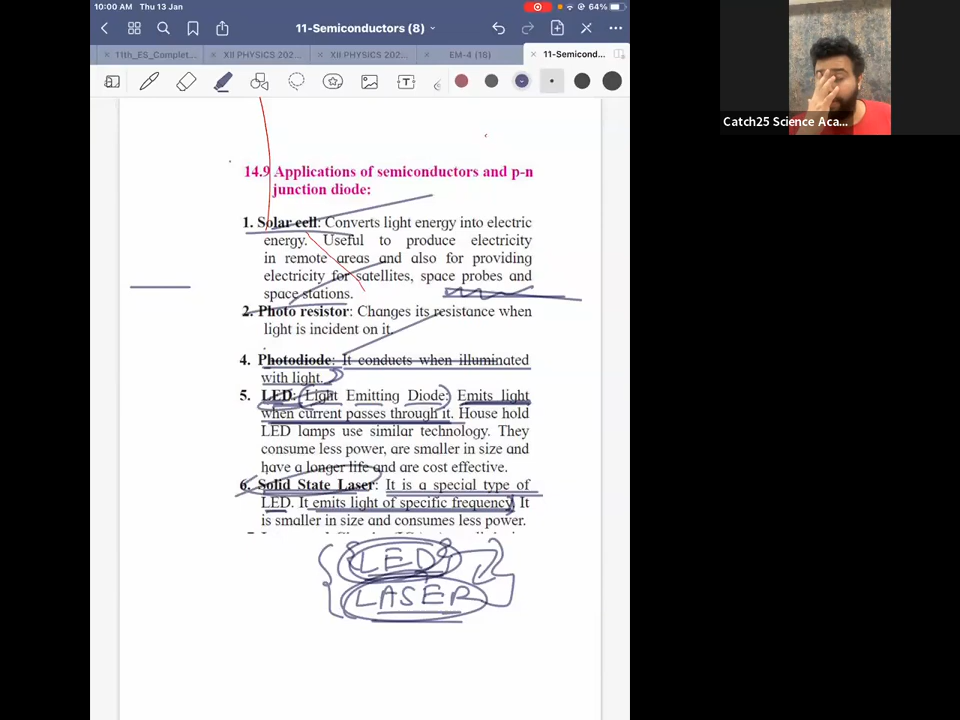 10:00 AM Thu 13 Jan
64%
11-Semiconductors (8)
11th_ES_Complet...
XII PHYSICS 202...
XII PHYSICS 202...
EM-4 (16)
11-Semicond...
Catch25 Science Aca...
14.9 Applications of semiconductors and p-n
junction diode:
1. Solar cell: Converts light energy into electric
energy. Useful to produce electricity
in remote areas and also for providing
electricity for satellites, space probes and
space stations.
2. Photo resistor: Changes its resistance when
light is incident on it.
4. Photodiode: It conducts when illuminated
with light.
5. LED: Light Emitting Diode: Emits light
when current passes through it. House hold
LED lamps use similar technology. They
consume less power, are smaller in size and
have a longer life and are cost effective.
6. Solid State Laser: It is a special type of
LED. It emits light of specific frequency. It
is smaller in size and consumes less power.
LED
LASER